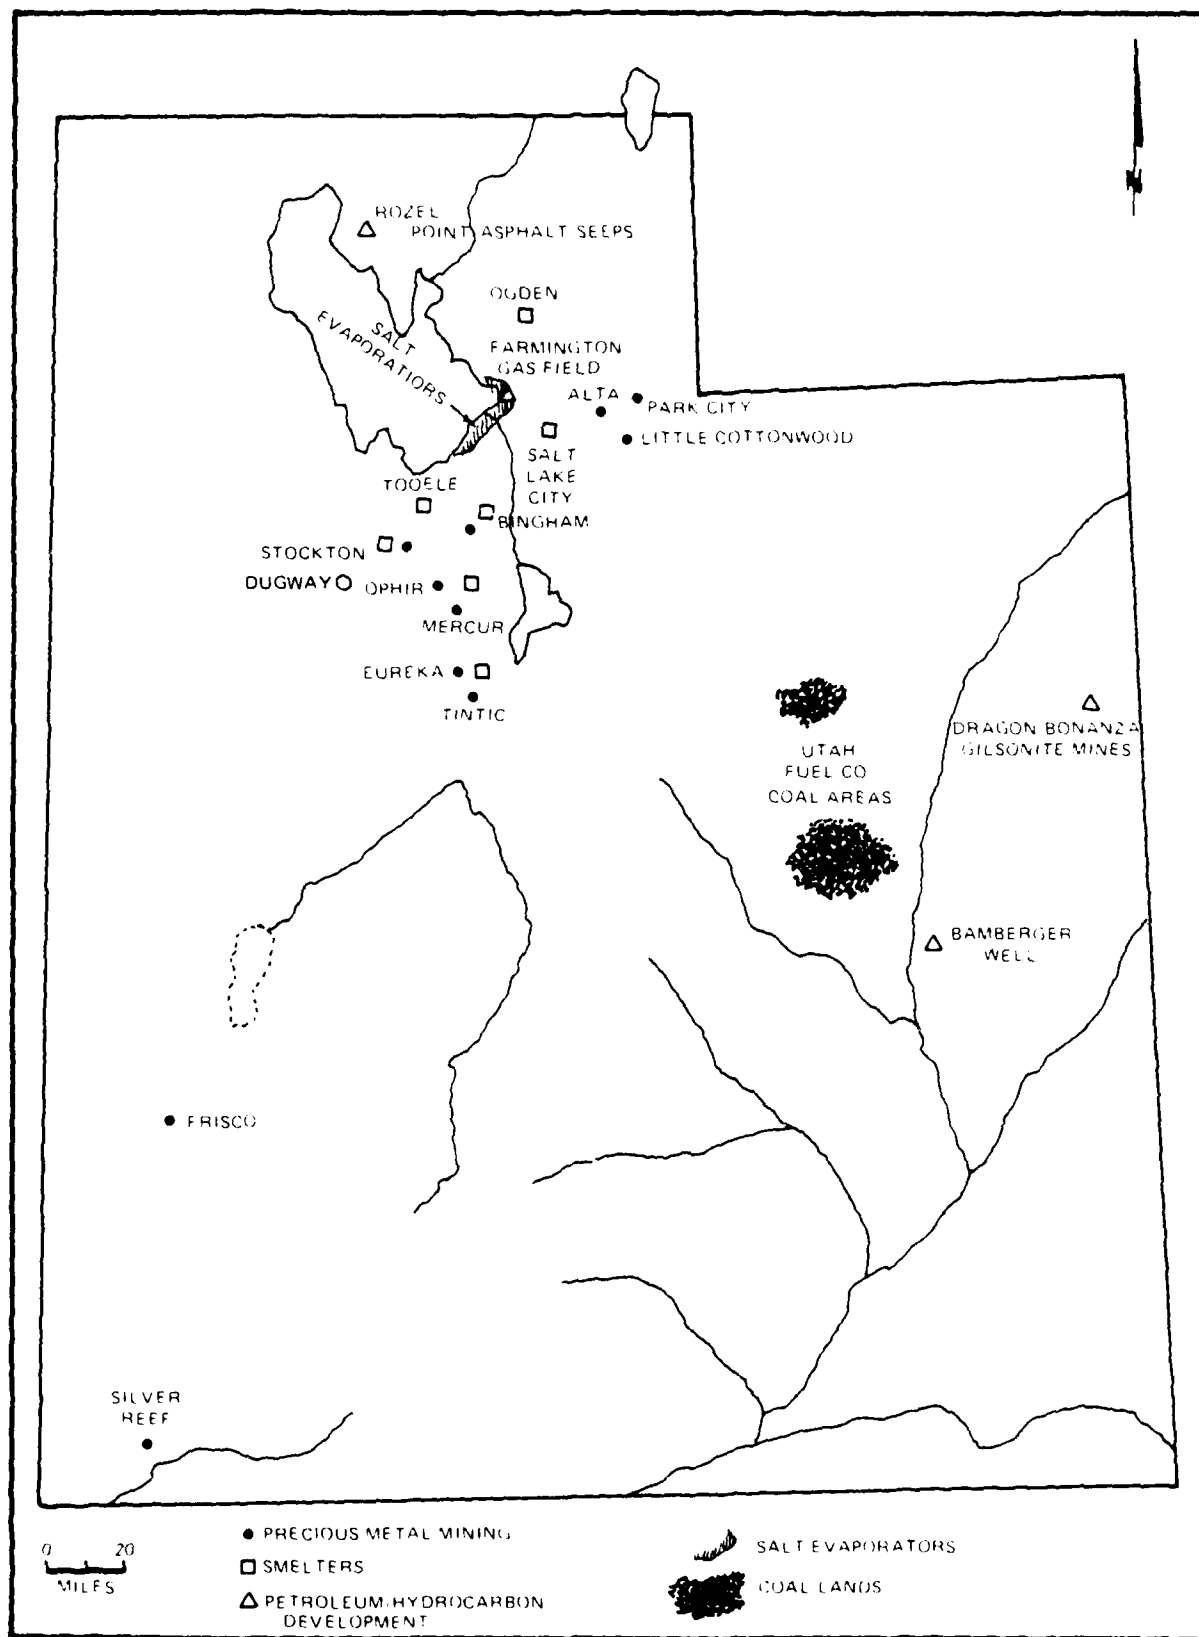 N
ROZEL
POINT ASPHALT SEEPS
OGDEN
SALT
EVAPORATIORS
FARMINGTON
GAS FIELD
ALTA
PARK CITY
LITTLE COTTONWOOD
SALT
LAKE
CITY
TOOELE
BINGHAM
STOCKTON
DUGWAY
OPHIR
MERCUR
EUREKA
TINTIC
DRAGON BONANZA
GILSONITE MINES
UTAH
FUEL CO
COAL AREAS
BAMBERGER
WELL
FRISCO
SILVER
REEF
0 20
MILES
PRECIOUS METAL MINING
SMELTERS
PETROLEUM/HYDROCARBON
DEVELOPMENT
SALT EVAPORATORS
COAL LANDS